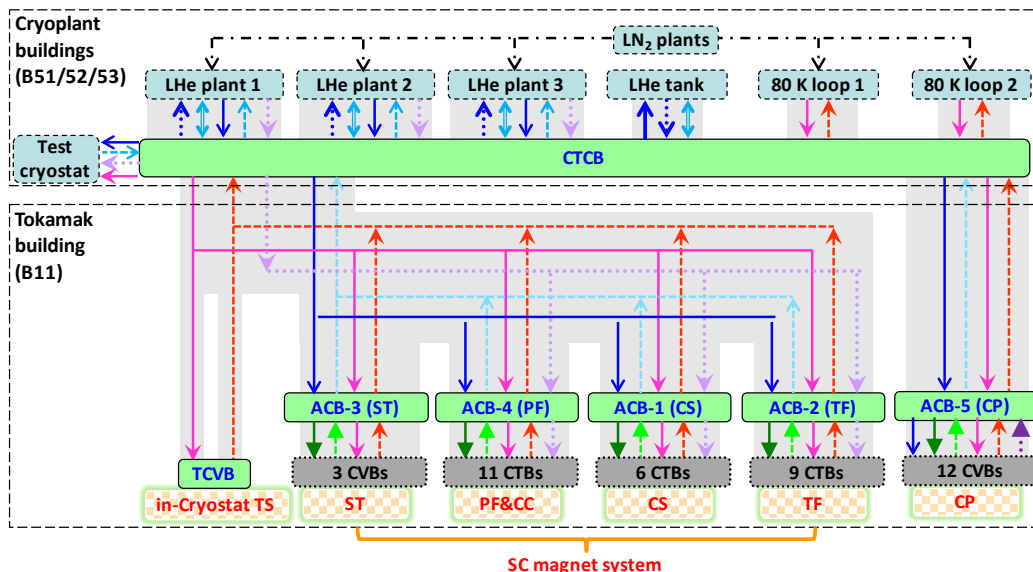 Cryoplant
buildings
(B51/52/53)
LN2 plants
LHe plant 1
LHe plant 2
LHe plant 3
LHe tank
80 K loop 1
80 K loop 2
Test
cryostat
CTCB
Tokamak
building
(B11)
ACB-3 (ST)
ACB-4 (PF)
ACB-1 (CS)
ACB-2 (TF)
ACB-5 (CP)
TCVB
3 CVBs
11 CTBs
6 CTBs
9 CTBs
12 CVBs
in-Cryostat TS
ST
PF&CC
CS
TF
CP
SC magnet system